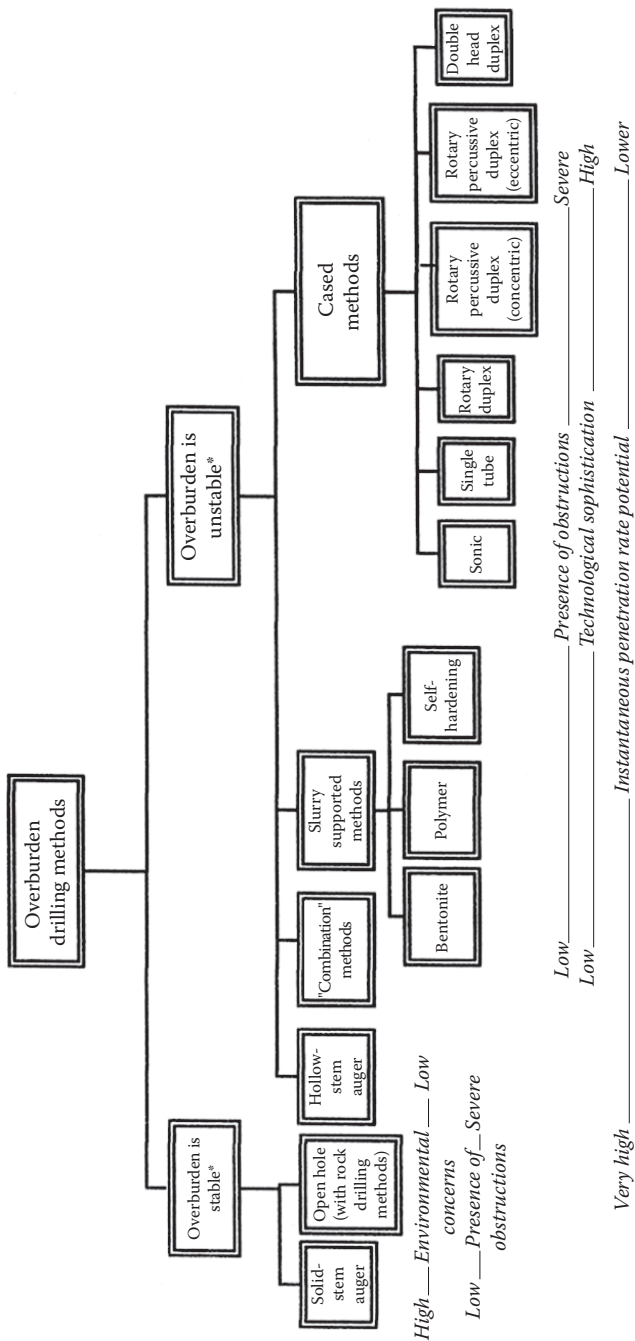 Overburden
drilling methods
Overburden is
stable*
Overburden is
unstable*
Solid-
stem
auger
Open hole
(with rock
drilling
methods)
Hollow-
stem
auger
"Combination"
methods
Slurry
supported
methods
Cased
methods
Bentonite
Polymer
Self-
hardening
Sonic
Single
tube
Rotary
duplex
Rotary
percussive
duplex
(concentric)
Rotary
percussive
duplex
(eccentric)
Double
head
duplex
High Environmental Low
concerns
Low Presence of Severe
obstructions
Low Presence of obstructions Severe
Low Technological sophistication High
Very high Instantaneous penetration rate potential Lower